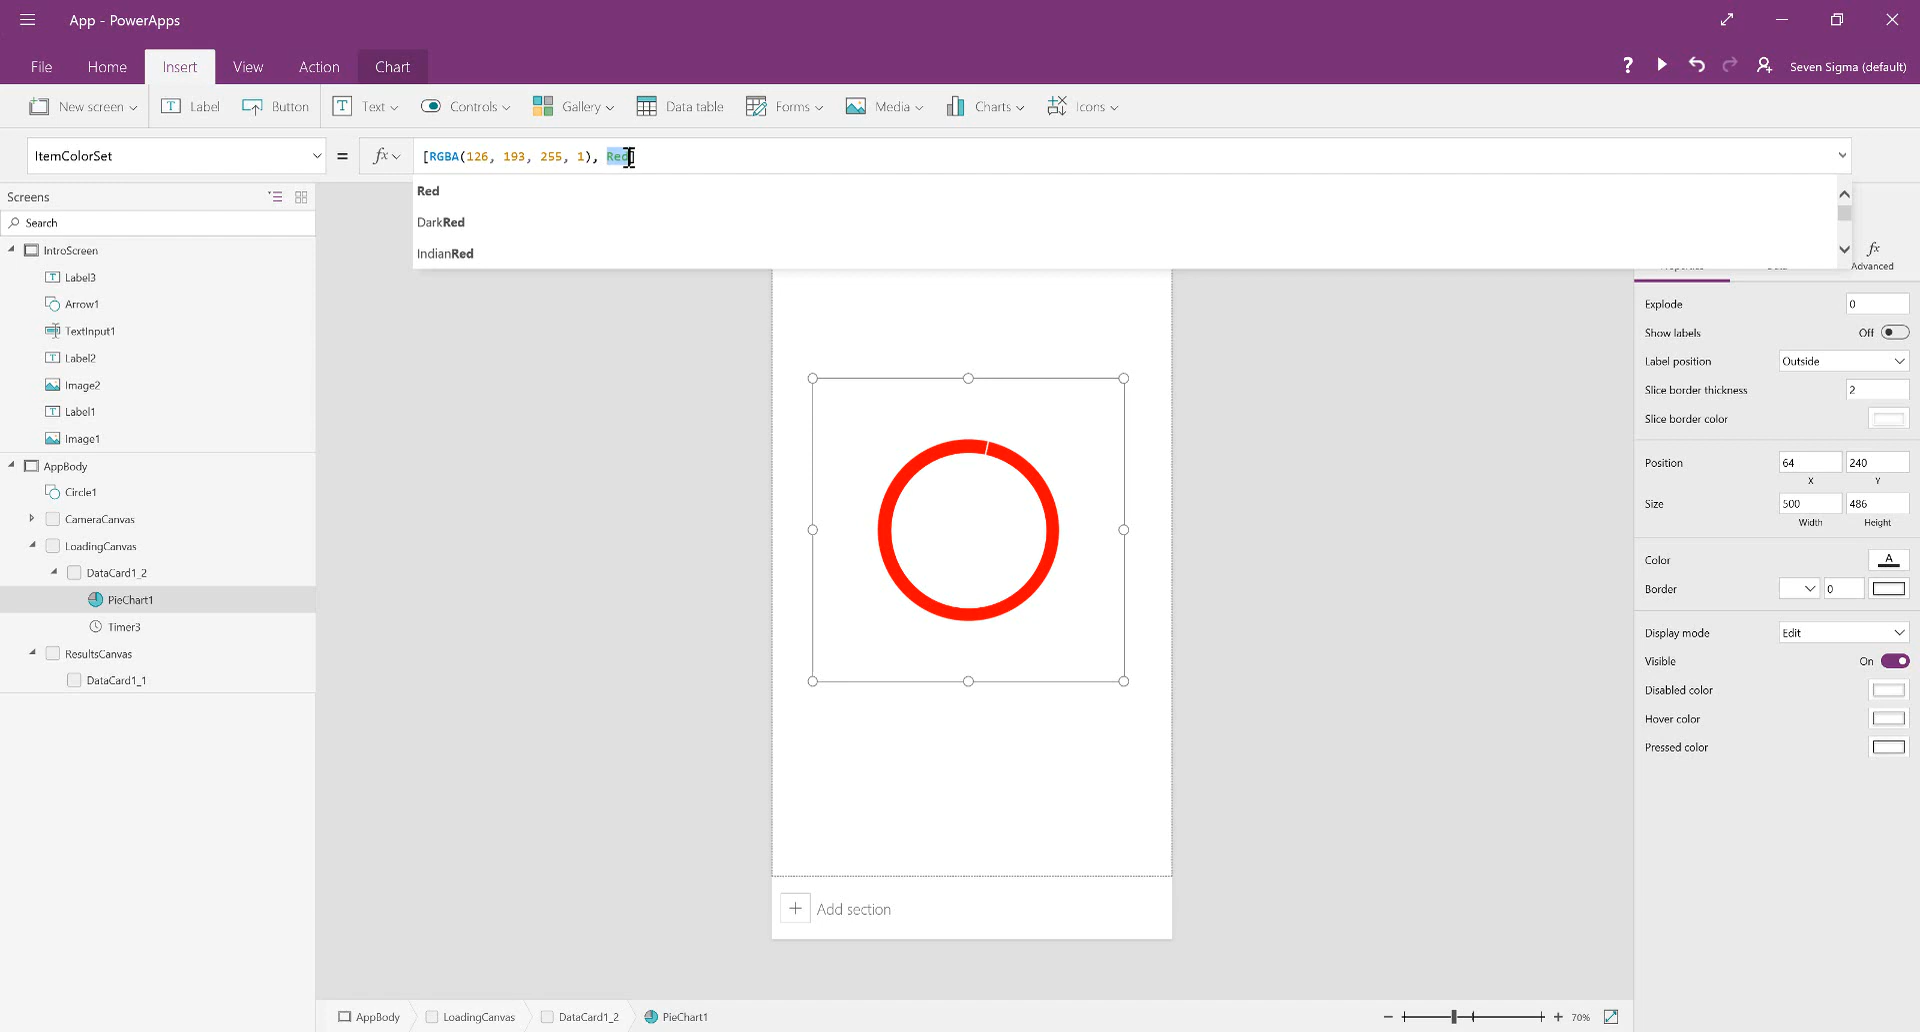 App - PowerApps
File Home Insert View Action Chart
? Seven Sigma (default)
New screen Label Button Text Controls Gallery Data table Forms Media Charts Icons
ItemColorSet = fx [RGBA(126, 193, 255, 1), Red]
Red
DarkRed
IndianRed
Screens
Search
IntroScreen
Label3
Arrow1
TextInput1
Label2
Image2
Label1
Image1
AppBody
Circle1
CameraCanvas
LoadingCanvas
DataCard1_2
PieChart1
Timer3
ResultsCanvas
DataCard1_1
Add section
fx
Advanced
Explode 0
Show labels Off
Label position Outside
Slice border thickness 2
Slice border color
Position 64 240
X Y
Size 500 486
Width Height
Color A
Border 0
Display mode Edit
Visible On
Disabled color
Hover color
Pressed color
AppBody LoadingCanvas DataCard1_2 PieChart1
70%